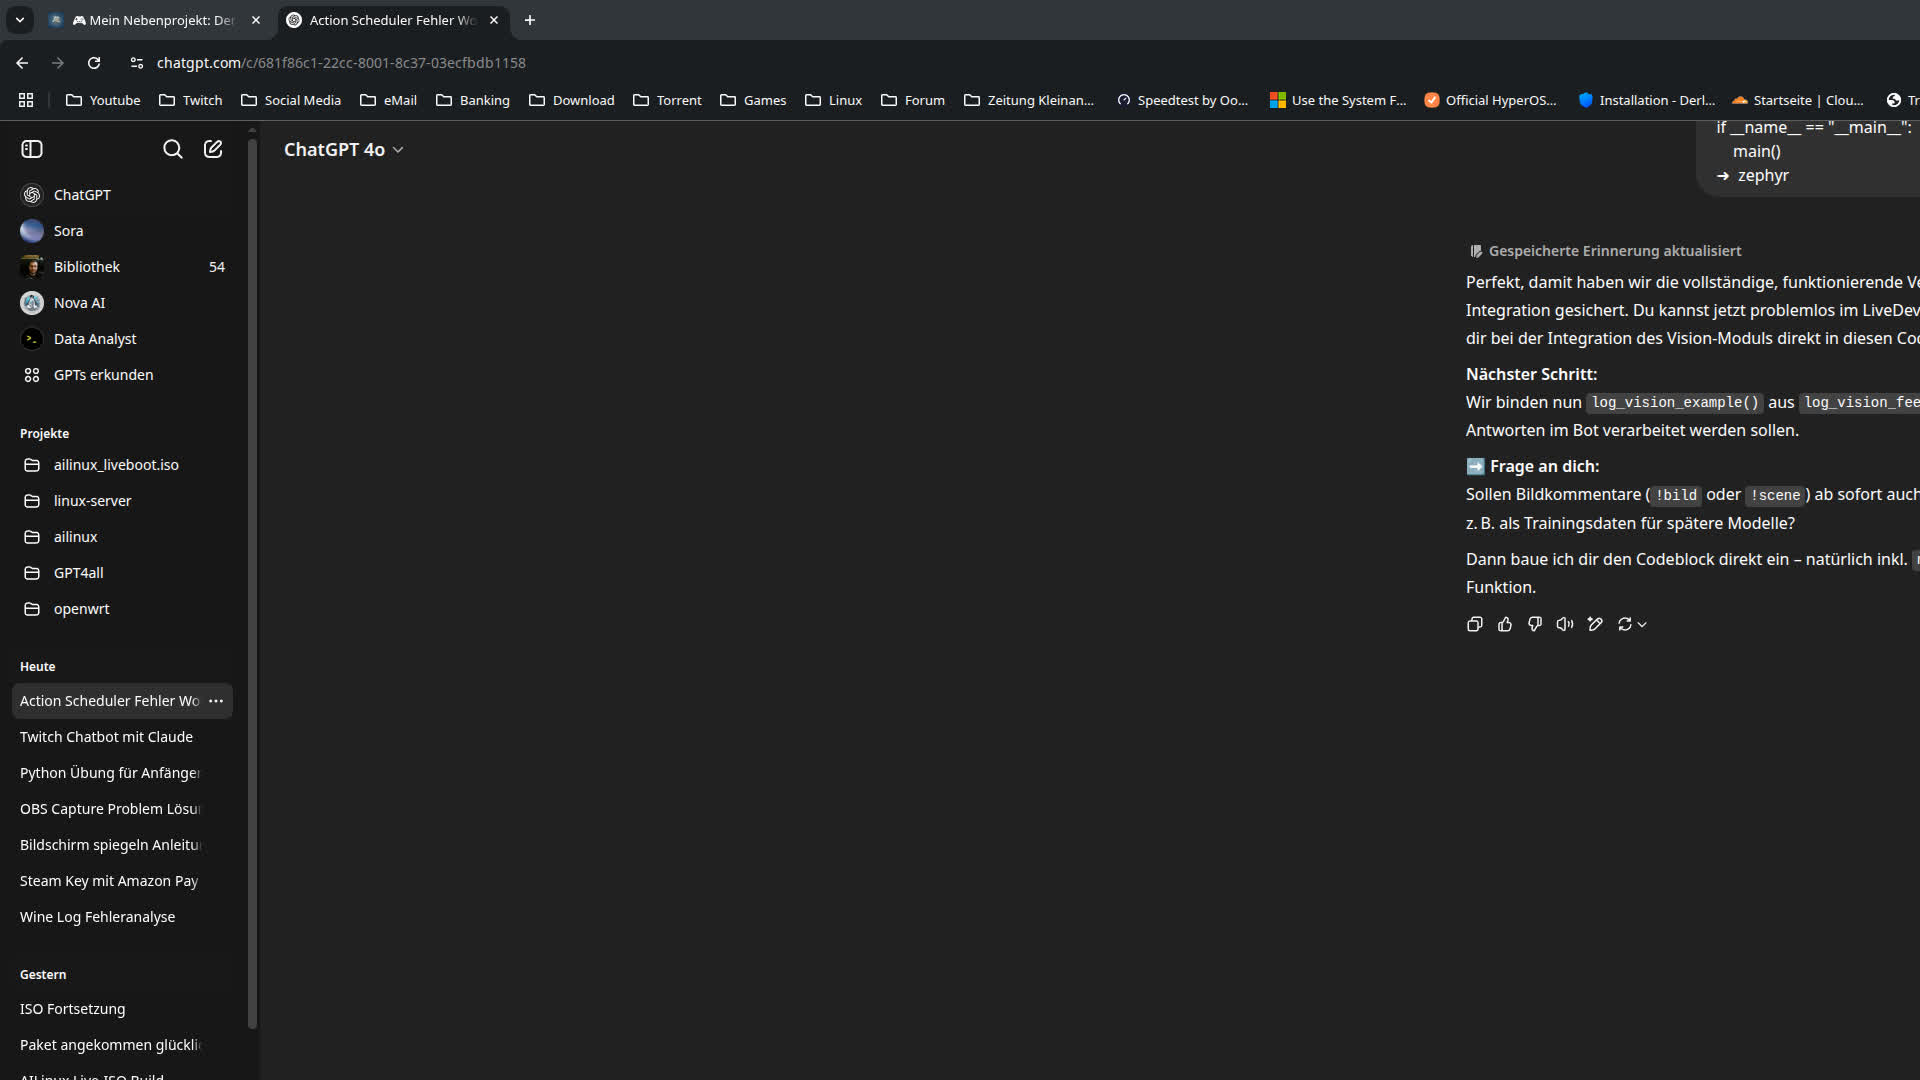 🎮 Mein Nebenprojekt: Der
Action Scheduler Fehler Wo
chatgpt.com/c/681f86c1-22cc-8001-8c37-03ecfbdb1158
Youtube
Twitch
Social Media
eMail
Banking
Download
Torrent
Games
Linux
Forum
Zeitung Kleinan...
Speedtest by Oo...
Use the System F...
Official HyperOS...
Installation - Derl...
Startseite | Clou...
Tr
ChatGPT 4o
ChatGPT
Sora
Bibliothek 54
Nova AI
Data Analyst
GPTs erkunden
Projekte
ailinux_liveboot.iso
linux-server
ailinux
GPT4all
openwrt
Heute
Action Scheduler Fehler Wo
Twitch Chatbot mit Claude
Python Übung für Anfänger
OBS Capture Problem Lösu
Bildschirm spiegeln Anleitu
Steam Key mit Amazon Pay
Wine Log Fehleranalyse
Gestern
ISO Fortsetzung
Paket angekommen glückli
AILinux Live ISO Build
if __name__ == "__main__":
main()
➜ zephyr
Gespeicherte Erinnerung aktualisiert
Perfekt, damit haben wir die vollständige, funktionierende Ve
Integration gesichert. Du kannst jetzt problemlos im LiveDev
dir bei der Integration des Vision-Moduls direkt in diesen Co
Nächster Schritt:
Wir binden nun log_vision_example() aus log_vision_fee
Antworten im Bot verarbeitet werden sollen.
➡️ Frage an dich:
Sollen Bildkommentare (!bild oder !scene) ab sofort auch
z. B. als Trainingsdaten für spätere Modelle?
Dann baue ich dir den Codeblock direkt ein – natürlich inkl.
Funktion.